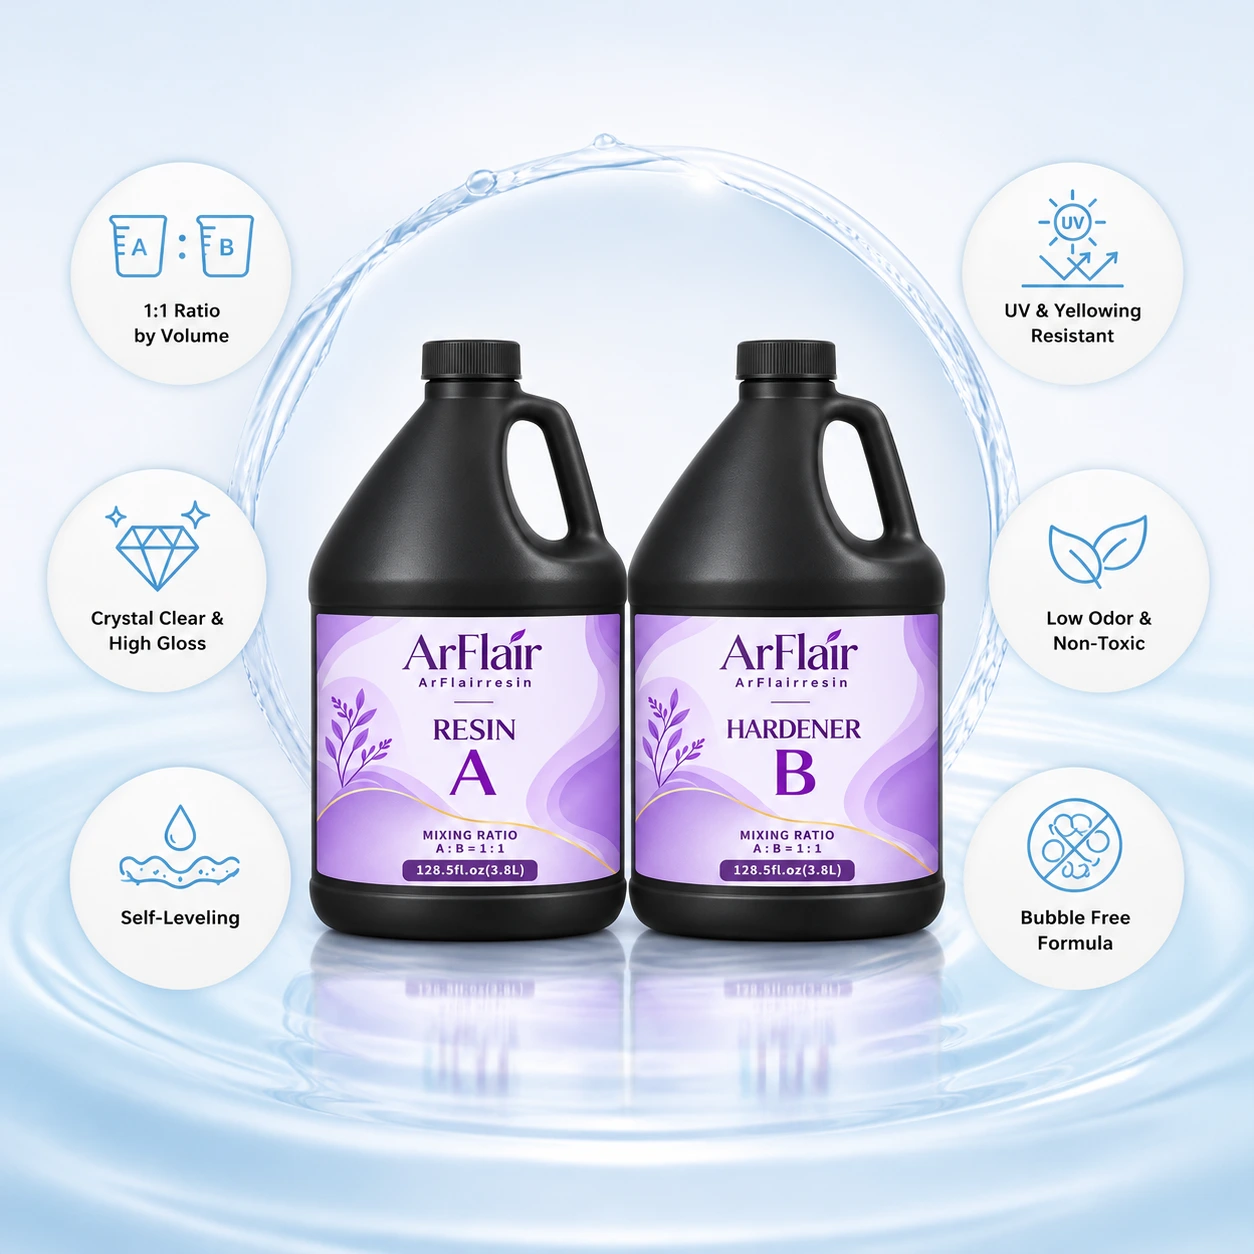 A : B
1:1 Ratio
by Volume
Crystal Clear &
High Gloss
Self-Leveling
ArFlair
ArFlairresin
RESIN
A
MIXING RATIO
A:B=1:1
128.5fl.oz(3.8L)
ArFlair
ArFlairresin
HARDENER
B
MIXING RATIO
A:B=1:1
128.5fl.oz(3.8L)
UV
UV & Yellowing
Resistant
Low Odor &
Non-Toxic
Bubble Free
Formula